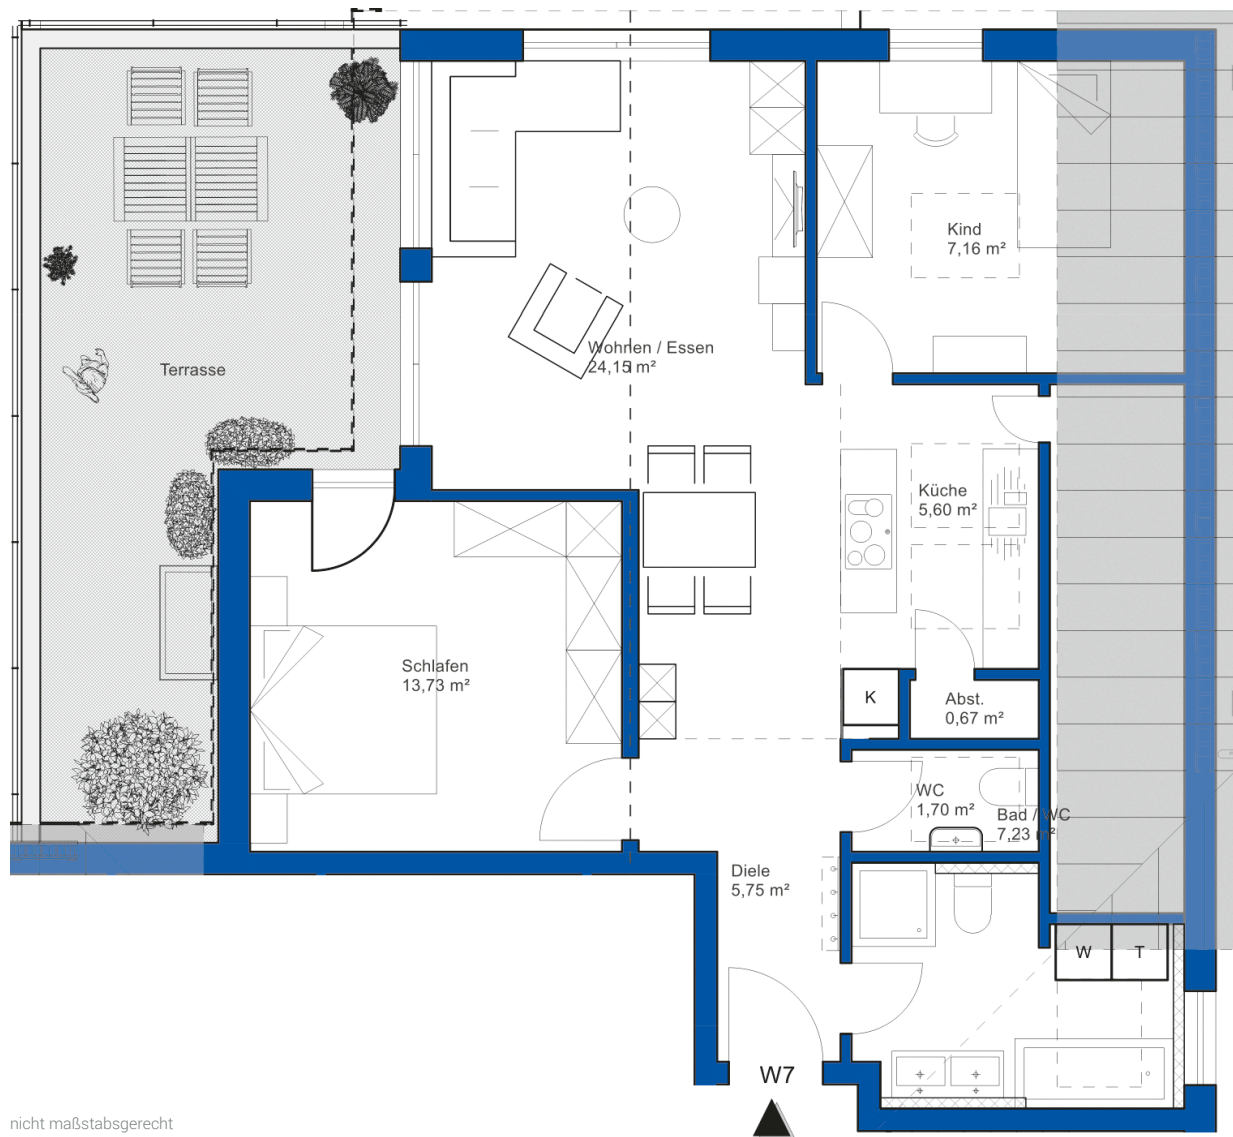 Kind
7,16 m²
Wohnen / Essen
24,15 m²
Terrasse
Küche
5,60 m²
Schlafen
13,73 m²
K
Abst.
0,67 m²
WC
1,70 m²
Bad / WC
7,23 m²
Diele
5,75 m²
W
T
W7
nicht maßstabsgerecht